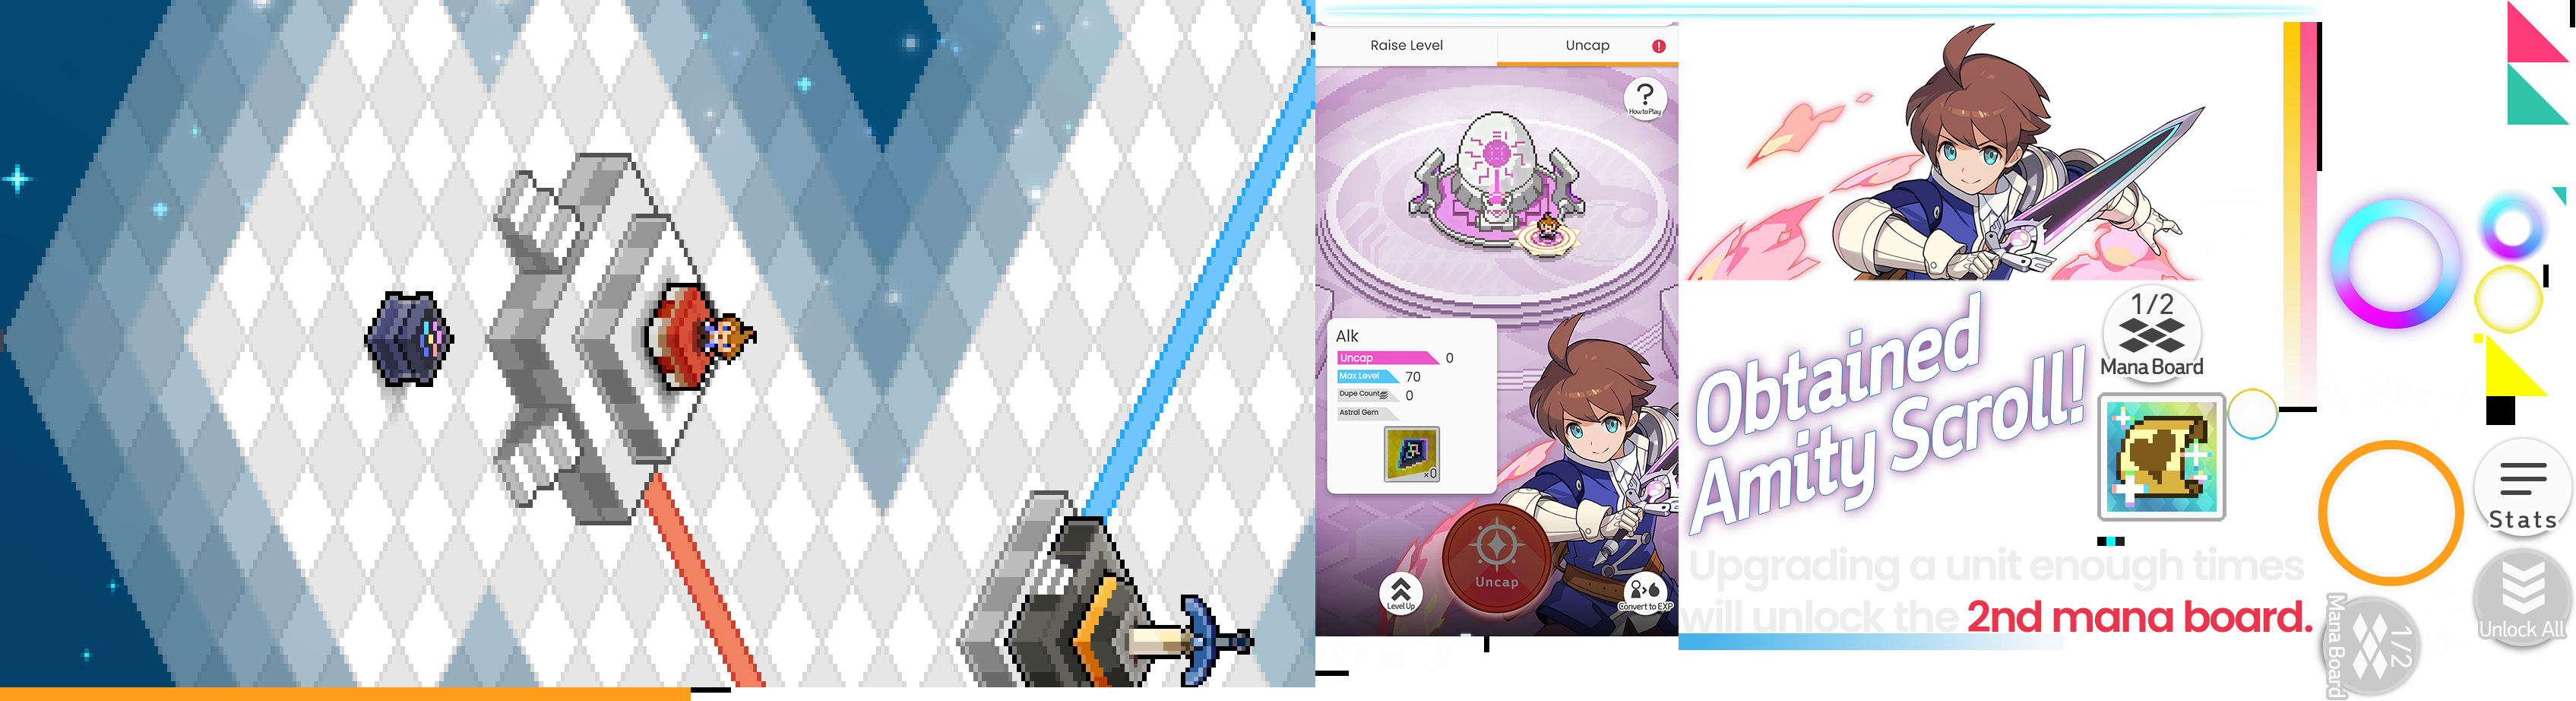 Raise Level
Uncap
How to Play
Alk
Uncap 0
Max Level 70
Dupe Count 0
Astral Gem
×0
Uncap
Level Up
Convert to EXP
Obtained
Amity Scroll!
1/2
Mana Board
Upgrading a unit enough times
will unlock the 2nd mana board.
Stats
Unlock All
1/2
Mana Board